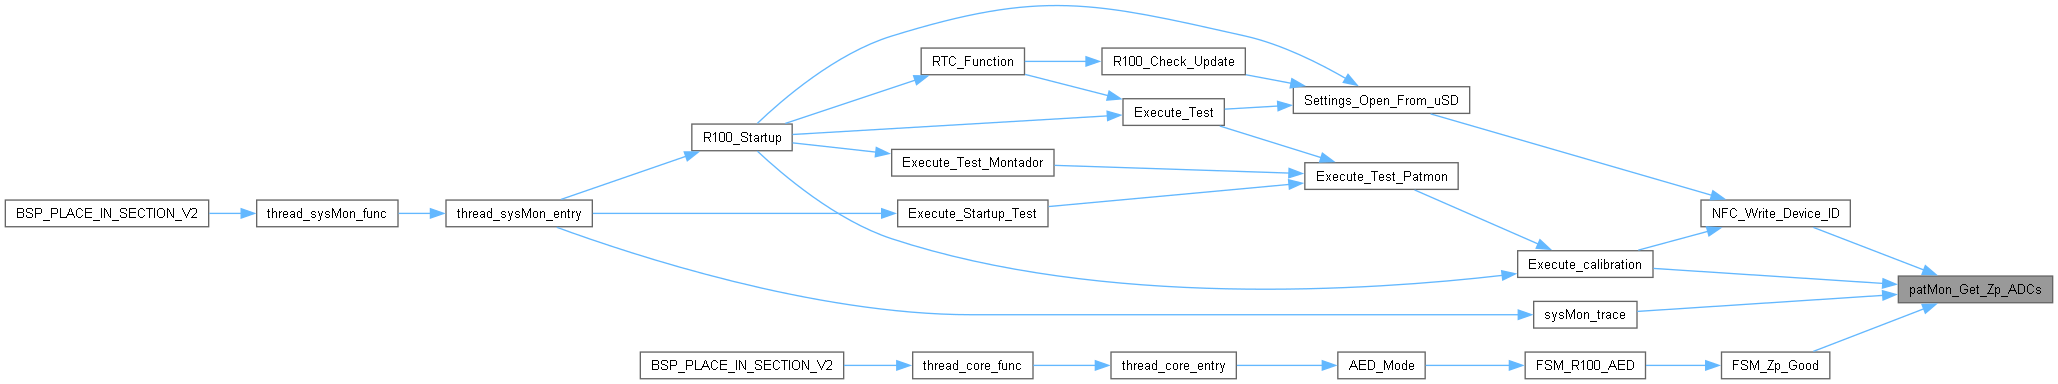 RTC_Function
R100_Check_Update
Settings_Open_From_uSD
Execute_Test
R100_Startup
Execute_Test_Montador
Execute_Test_Patmon
BSP_PLACE_IN_SECTION_V2
thread_sysMon_func
thread_sysMon_entry
Execute_Startup_Test
NFC_Write_Device_ID
Execute_calibration
patMon_Get_Zp_ADCs
sysMon_trace
BSP_PLACE_IN_SECTION_V2
thread_core_func
thread_core_entry
AED_Mode
FSM_R100_AED
FSM_Zp_Good